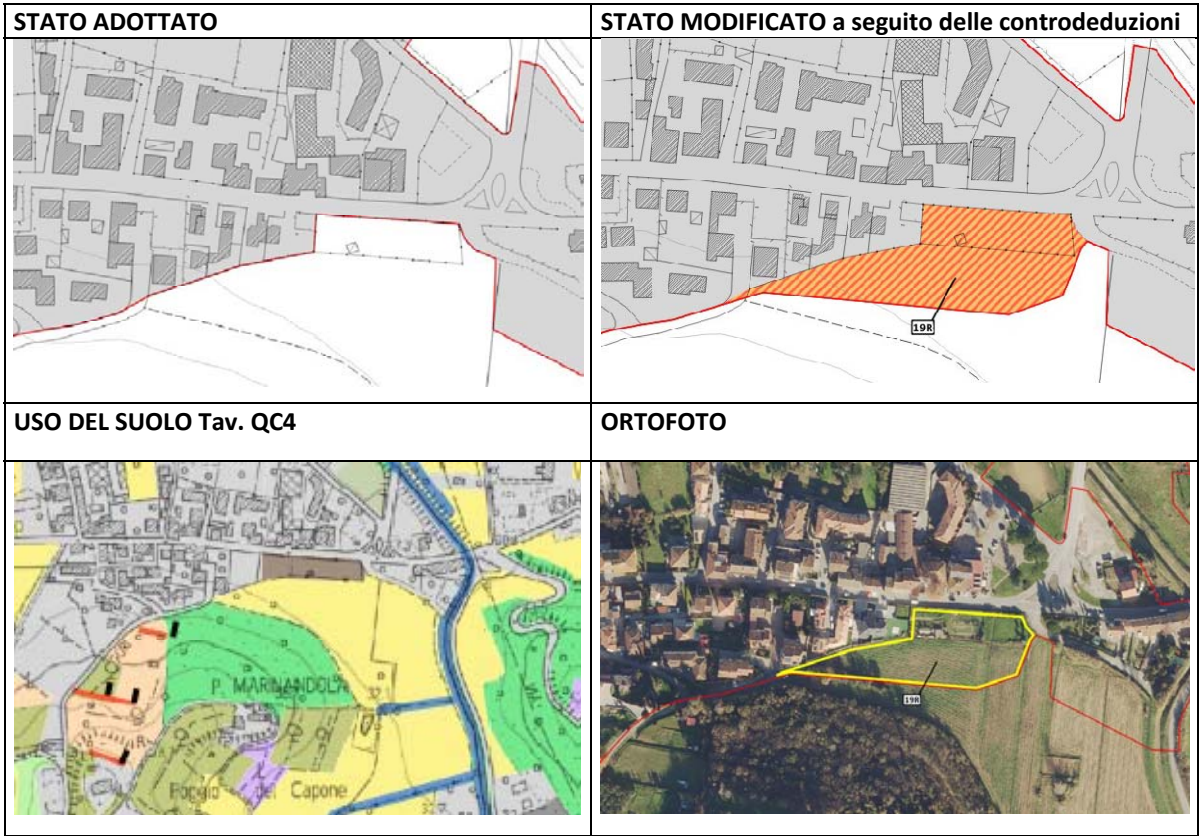 STATO ADOTTATO
STATO MODIFICATO a seguito delle controdeduzioni
19R
USO DEL SUOLO Tav. QC4
ORTOFOTO
P. MARINANDOLA
Poggio del Capone
19R